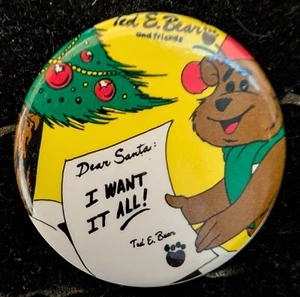 Ted E. Bear
and friends
Dear Santa:
I WANT
IT ALL!
Ted E. Bear